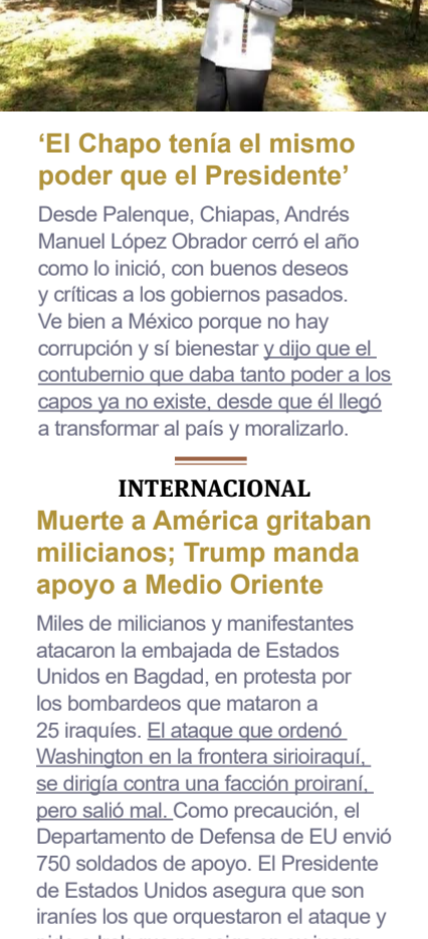 ‘El Chapo tenía el mismo
poder que el Presidente’
Desde Palenque, Chiapas, Andrés
Manuel López Obrador cerró el año
como lo inició, con buenos deseos
y críticas a los gobiernos pasados.
Ve bien a México porque no hay
corrupción y sí bienestar y dijo que el
contubernio que daba tanto poder a los
capos ya no existe, desde que él llegó
a transformar al país y moralizarlo.
INTERNACIONAL
Muerte a América gritaban
milicianos; Trump manda
apoyo a Medio Oriente
Miles de milicianos y manifestantes
atacaron la embajada de Estados
Unidos en Bagdad, en protesta por
los bombardeos que mataron a
25 iraquíes. El ataque que ordenó
Washington en la frontera sirioiraquí,
se dirigía contra una facción proiraní,
pero salió mal. Como precaución, el
Departamento de Defensa de EU envió
750 soldados de apoyo. El Presidente
de Estados Unidos asegura que son
iraníes los que orquestaron el ataque y